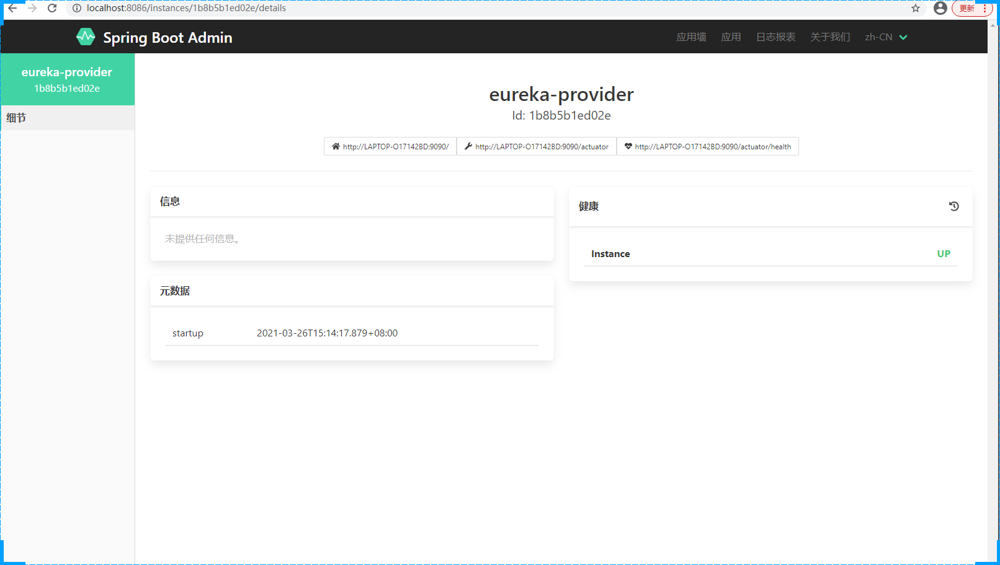 localhost:8086/instances/1b8b5b1ed02e/details
更新
Spring Boot Admin
应用墙 应用 日志报表 关于我们 zh-CN
eureka-provider
1b8b5b1ed02e
细节
eureka-provider
Id: 1b8b5b1ed02e
http://LAPTOP-O17142BD:9090/ http://LAPTOP-O17142BD:9090/actuator http://LAPTOP-O17142BD:9090/actuator/health
信息
未提供任何信息。
健康
Instance UP
元数据
startup 2021-03-26T15:14:17.879+08:00